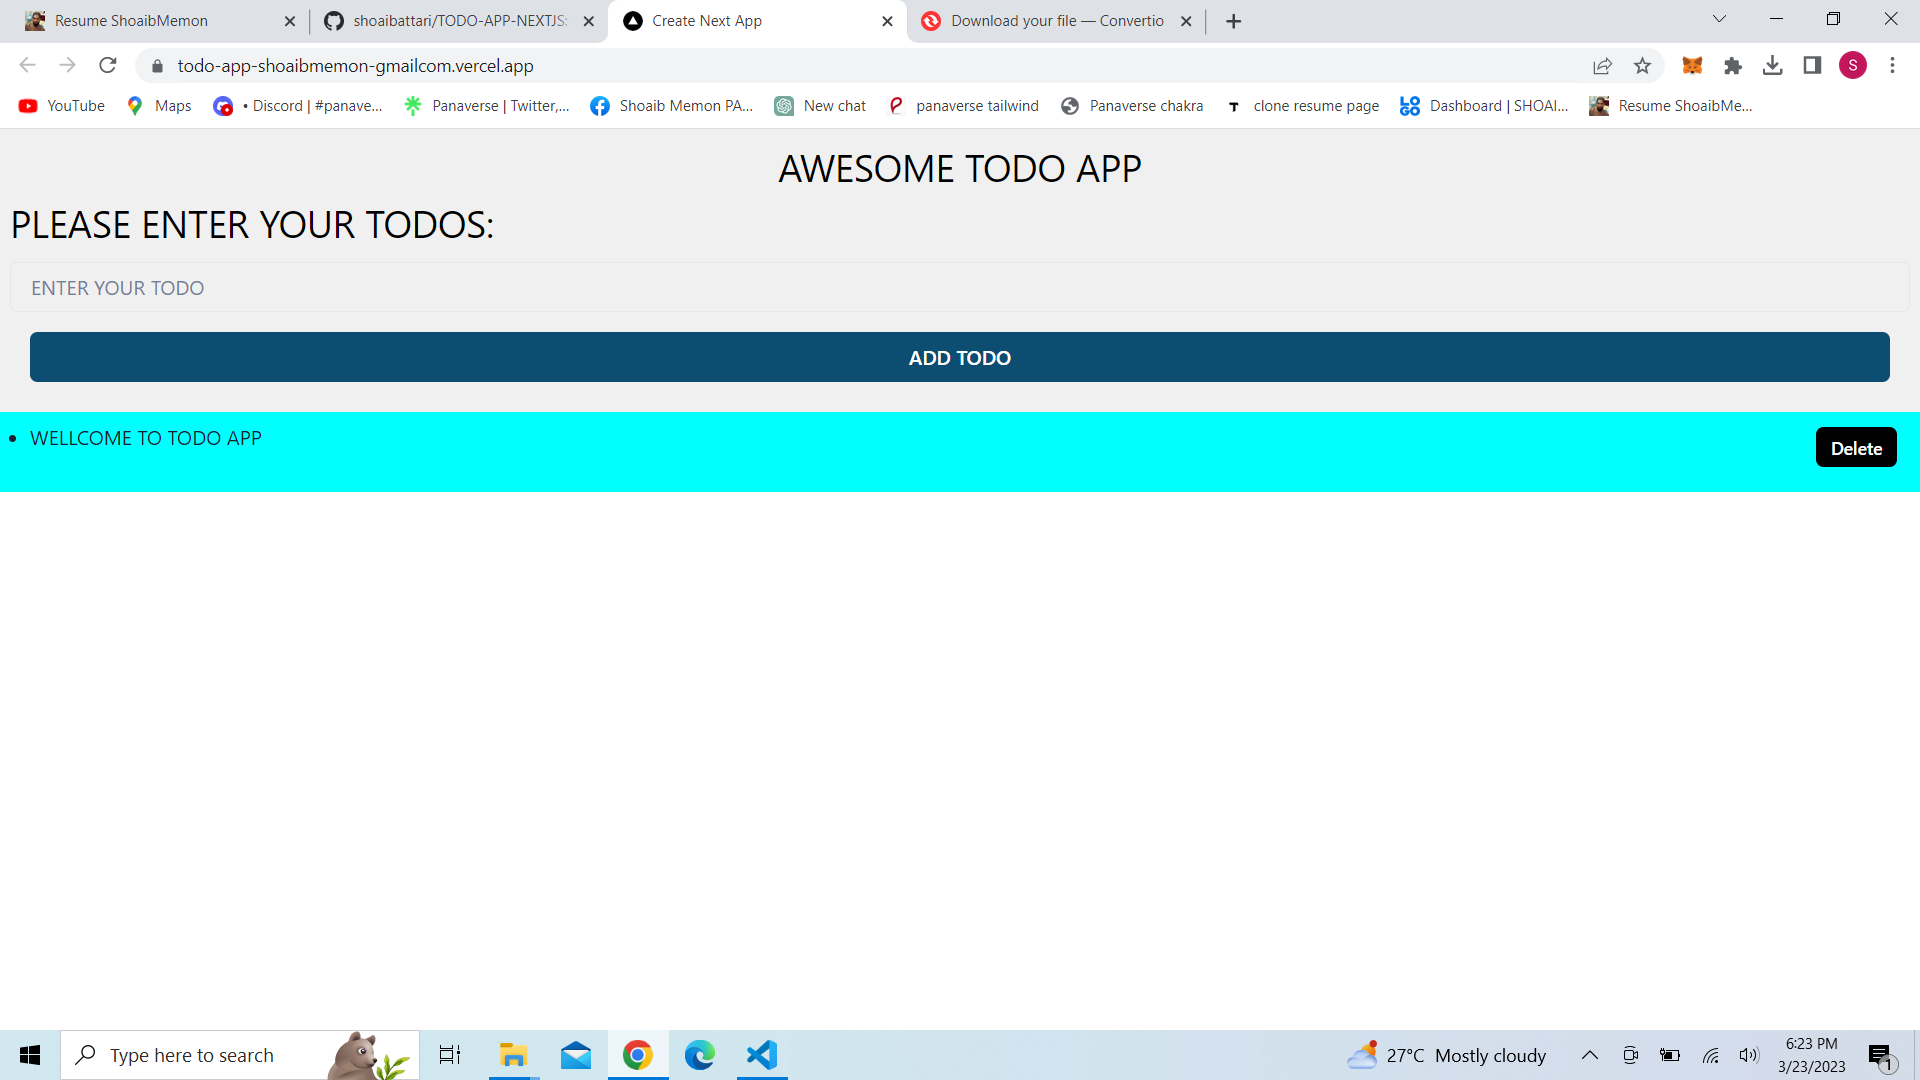 Resume ShoaibMemon
shoaibattari/TODO-APP-NEXTJS:
Create Next App
Download your file — Convertio
todo-app-shoaibmemon-gmailcom.vercel.app
S
YouTube
Maps
• Discord | #panave...
Panaverse | Twitter,...
Shoaib Memon PA...
New chat
panaverse tailwind
Panaverse chakra
T clone resume page
Dashboard | SHOAI...
Resume ShoaibMe...
AWESOME TODO APP
PLEASE ENTER YOUR TODOS:
ENTER YOUR TODO
ADD TODO
• WELLCOME TO TODO APP
Delete
Type here to search
27°C Mostly cloudy
6:23 PM
3/23/2023
1